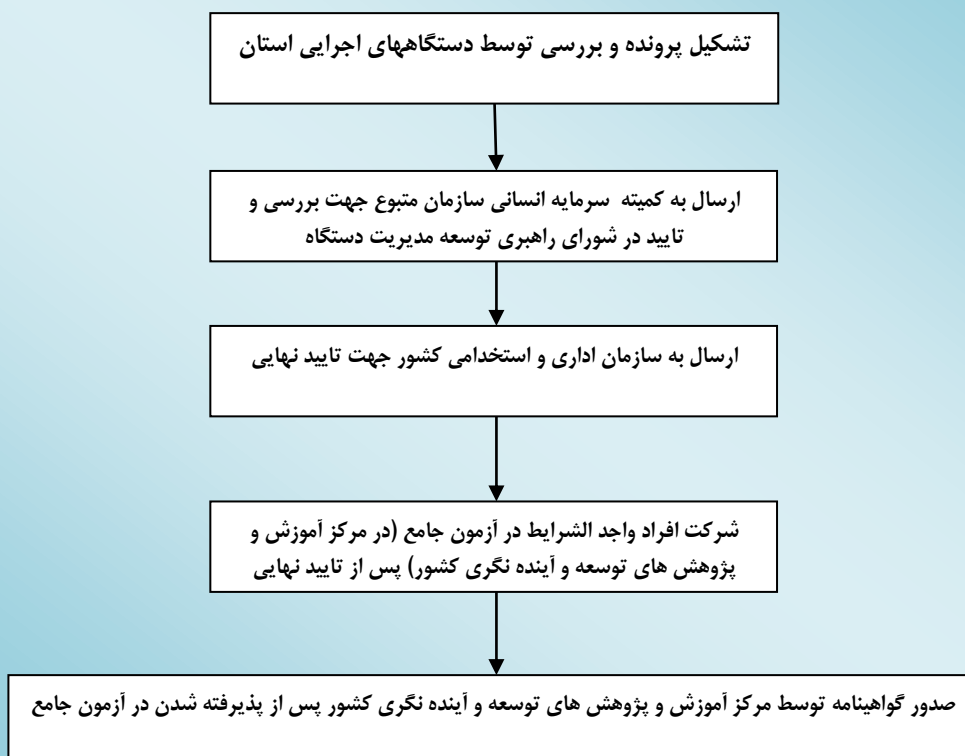 تشکیل پرونده و بررسی توسط دستگاههای اجرایی استان
ارسال به کمیته سرمایه انسانی سازمان متبوع جهت بررسی و
تایید در شورای راهبری توسعه مدیریت دستگاه
ارسال به سازمان اداری و استخدامی کشور جهت تایید نهایی
شرکت افراد واجد الشرایط در آزمون جامع (در مرکز آموزش و
پژوهش های توسعه و آینده نگری کشور) پس از تایید نهایی
صدور گواهینامه توسط مرکز آموزش و پژوهش های توسعه و آینده نگری کشور پس از پذیرفته شدن در آزمون جامع